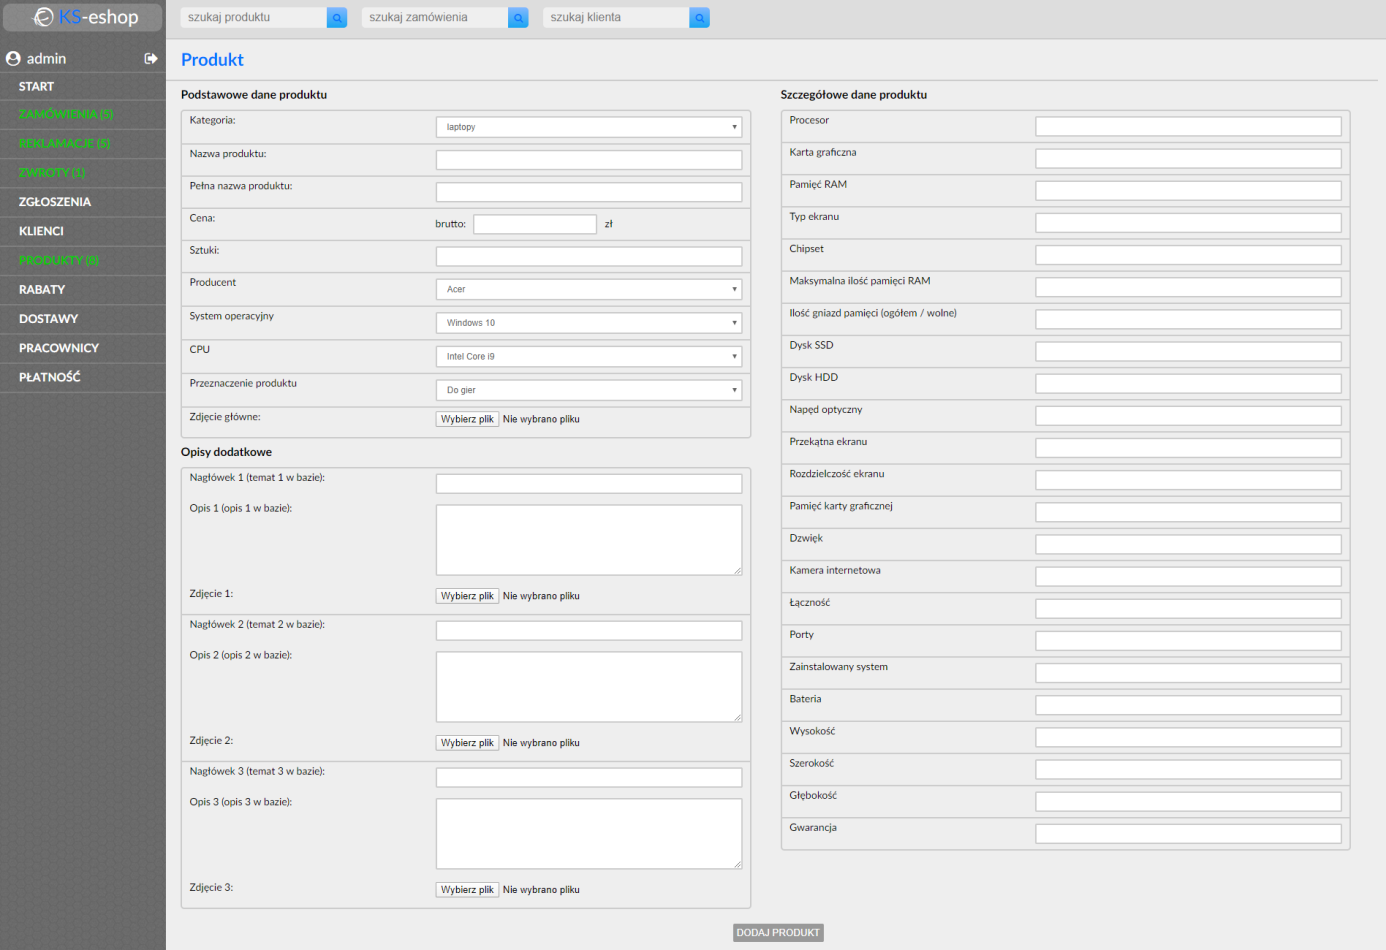 KS-eshop
szukaj produktu
szukaj zamówienia
szukaj klienta
admin
START
ZAMÓWIENIA (5)
REKLAMACJE (5)
ZWROTY (1)
ZGŁOSZENIA
KLIENCI
PRODUKTY (8)
RABATY
DOSTAWY
PRACOWNICY
PŁATNOŚĆ
Produkt
Podstawowe dane produktu
Kategoria:
laptopy
Nazwa produktu:
Pełna nazwa produktu:
Cena:
brutto:
zł
Sztuki:
Producent
Acer
System operacyjny
Windows 10
CPU
Intel Core i9
Przeznaczenie produktu
Do gier
Zdjęcie główne:
Wybierz plik Nie wybrano pliku
Opisy dodatkowe
Nagłówek 1 (temat 1 w bazie):
Opis 1 (opis 1 w bazie):
Zdjęcie 1:
Wybierz plik Nie wybrano pliku
Nagłówek 2 (temat 2 w bazie):
Opis 2 (opis 2 w bazie):
Zdjęcie 2:
Wybierz plik Nie wybrano pliku
Nagłówek 3 (temat 3 w bazie):
Opis 3 (opis 3 w bazie):
Zdjęcie 3:
Wybierz plik Nie wybrano pliku
Szczegółowe dane produktu
Procesor
Karta graficzna
Pamięć RAM
Typ ekranu
Chipset
Maksymalna ilość pamięci RAM
Ilość gniazd pamięci (ogółem / wolne)
Dysk SSD
Dysk HDD
Napęd optyczny
Przekątna ekranu
Rozdzielczość ekranu
Pamięć karty graficznej
Dzwięk
Kamera internetowa
Łączność
Porty
Zainstalowany system
Bateria
Wysokość
Szerokość
Głębokość
Gwarancja
DODAJ PRODUKT